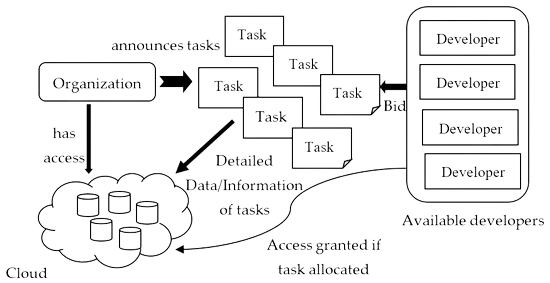 announces tasks
Organization
Task
Task
Task
Task
Task
Task
Bid
Developer
Developer
Developer
Developer
Available developers
has
access
Detailed
Data/Information
of tasks
Access granted if
task allocated
Cloud